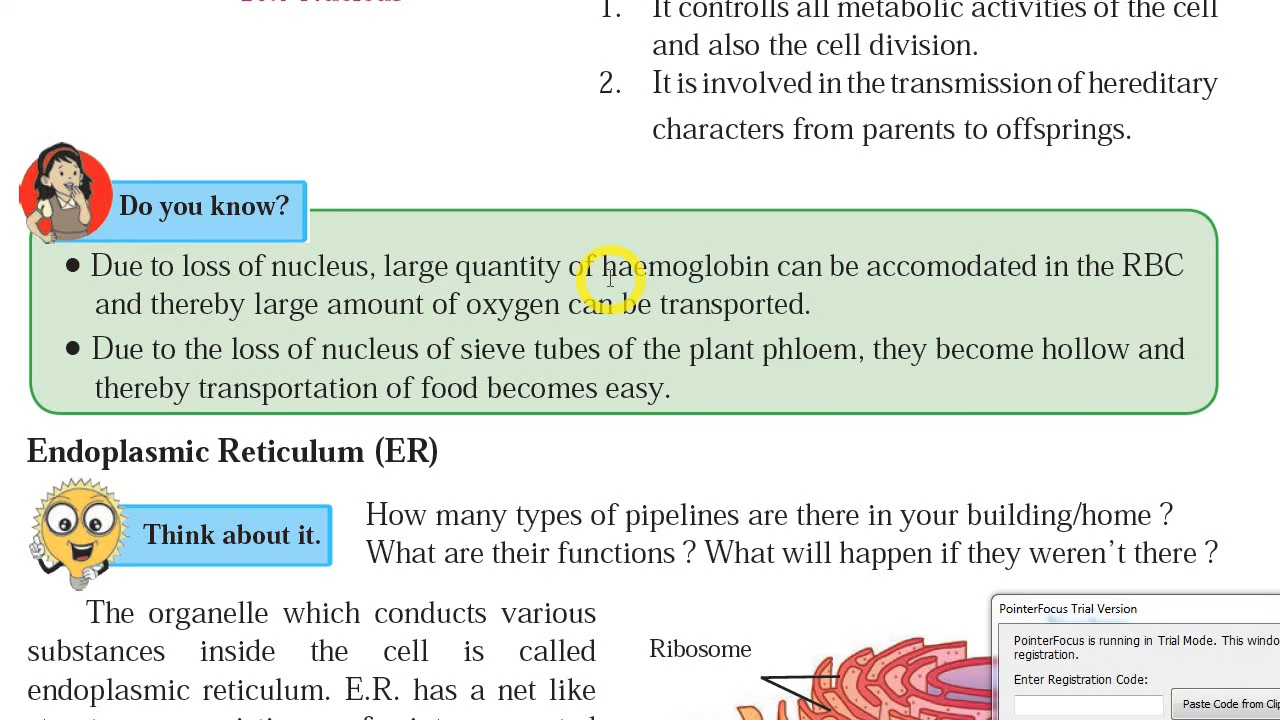 1. It controlls all metabolic activities of the cell
and also the cell division.
2. It is involved in the transmission of hereditary
characters from parents to offsprings.
Do you know?
• Due to loss of nucleus, large quantity of haemoglobin can be accomodated in the RBC
and thereby large amount of oxygen can be transported.
• Due to the loss of nucleus of sieve tubes of the plant phloem, they become hollow and
thereby transportation of food becomes easy.
Endoplasmic Reticulum (ER)
Think about it.
How many types of pipelines are there in your building/home ?
What are their functions ? What will happen if they weren't there ?
The organelle which conducts various
substances inside the cell is called
endoplasmic reticulum. E.R. has a net like
Ribosome
PointerFocus Trial Version
PointerFocus is running in Trial Mode. This
registration.
Enter Registration Code:
Paste Code from